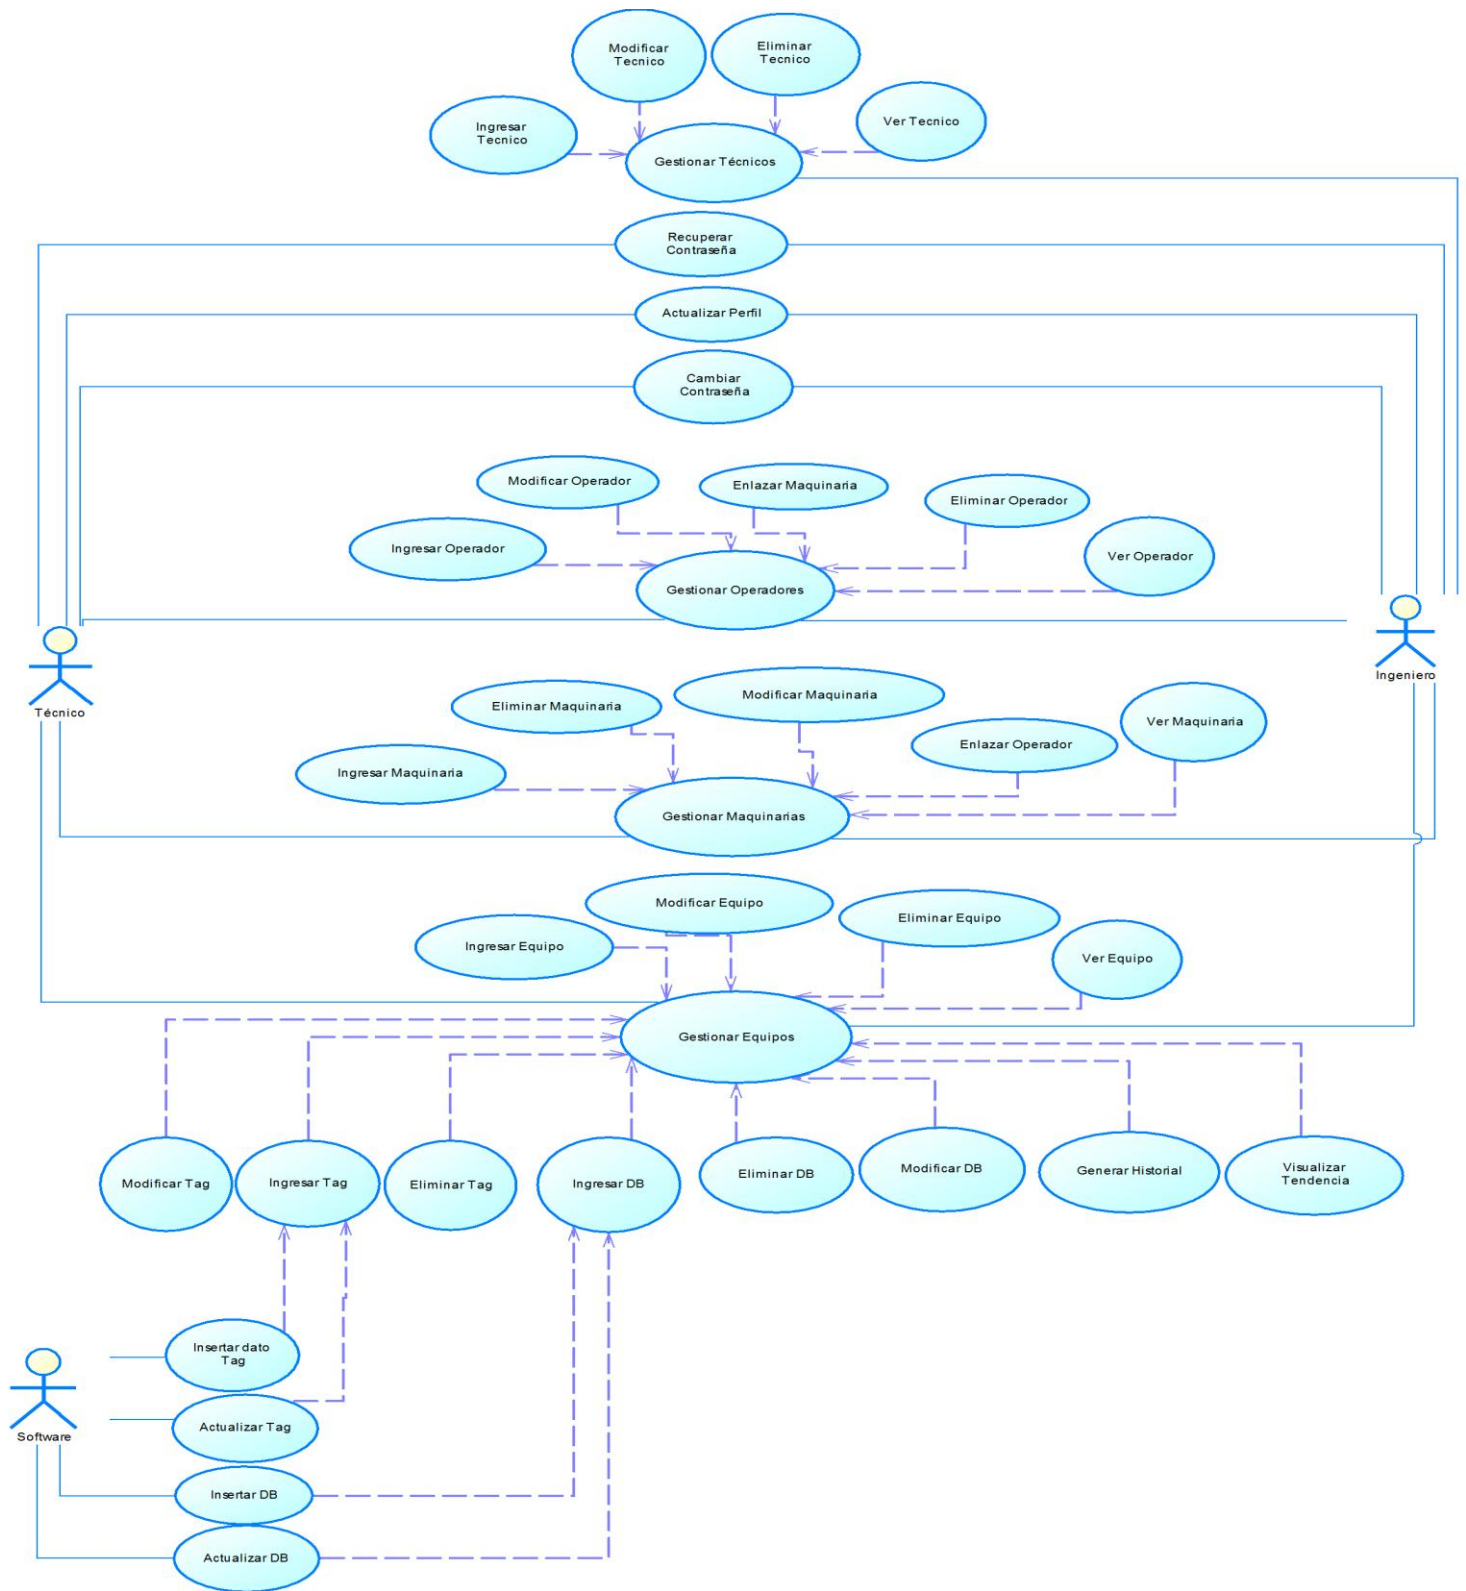 Modificar
Tecnico
Eliminar
Tecnico
Ingresar
Tecnico
Ver Tecnico
Gestionar Técnicos
Recuperar
Contraseña
Actualizar Perfil
Cambiar
Contraseña
Modificar Operador
Enlazar Maquinaria
Eliminar Operador
Ingresar Operador
Ver Operador
Gestionar Operadores
Técnico
Ingeniero
Eliminar Maquinaria
Modificar Maquinaria
Ver Maquinaria
Enlazar Operador
Ingresar Maquinaria
Gestionar Maquinarias
Modificar Equipo
Eliminar Equipo
Ingresar Equipo
Ver Equipo
Gestionar Equipos
Modificar Tag
Ingresar Tag
Eliminar Tag
Ingresar DB
Eliminar DB
Modificar DB
Generar Historial
Visualizar
Tendencia
Insertar dato
Tag
Actualizar Tag
Software
Insertar DB
Actualizar DB